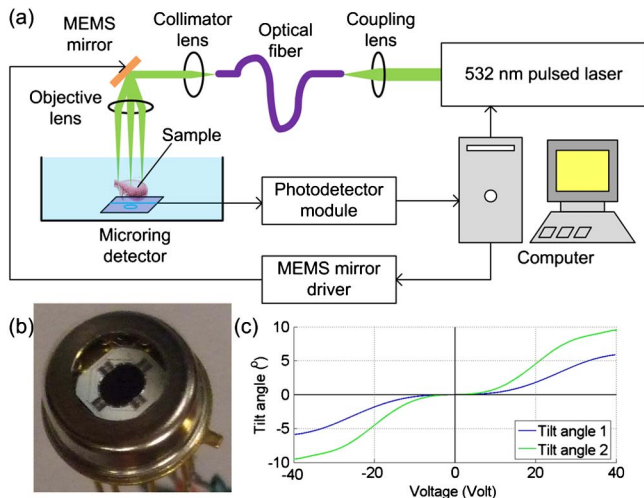 (a)
MEMS
mirror
Collimator
lens
Optical
fiber
Coupling
lens
532 nm pulsed laser
Objective
lens
Sample
Photodetector
module
Microring
detector
MEMS mirror
driver
Computer
(b)
(c)
Tilt angle (⁰)
10
5
0
-5
-10
Tilt angle 1
Tilt angle 2
-40
-20
0
20
40
Voltage (Volt)